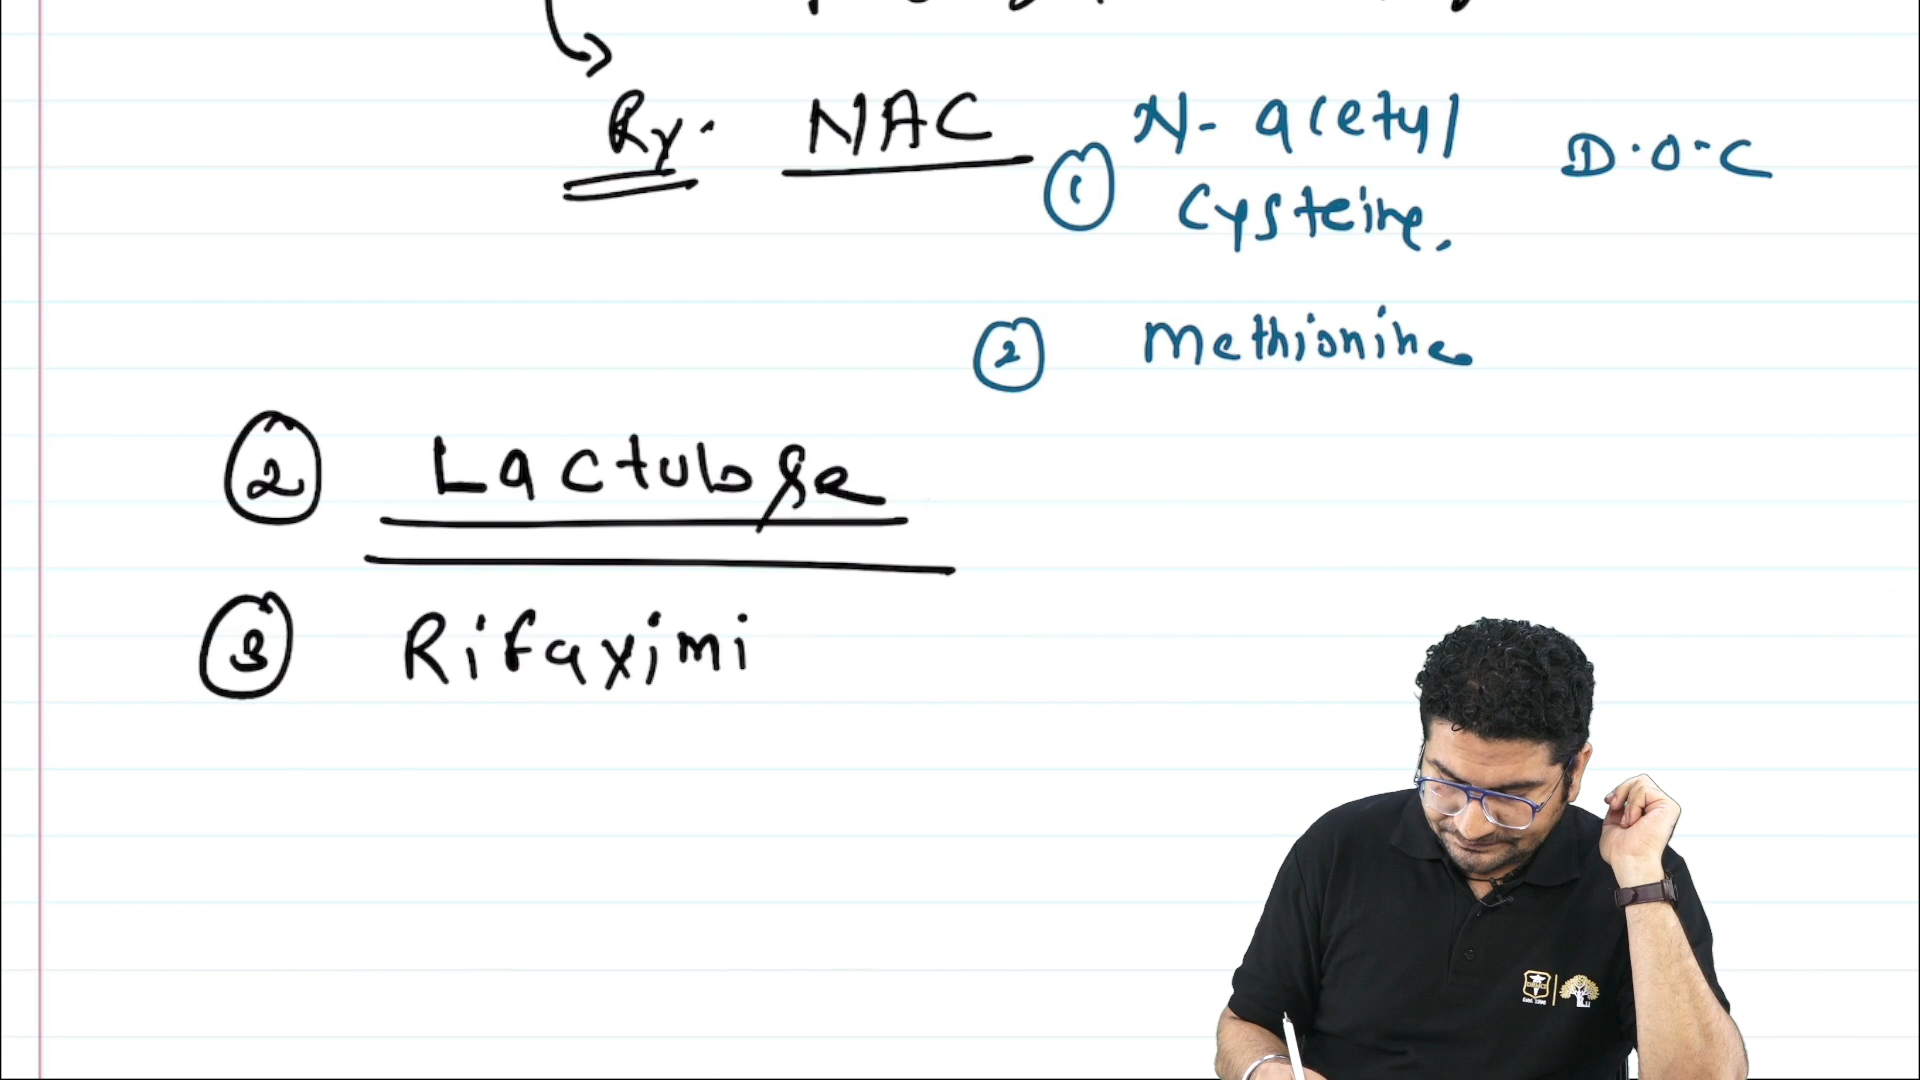 Rx. NAC
① N-acetyl Cysteine. D.O.C
② Methionine
② Lactulose
③ Rifaximi